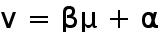 ν = βμ + α